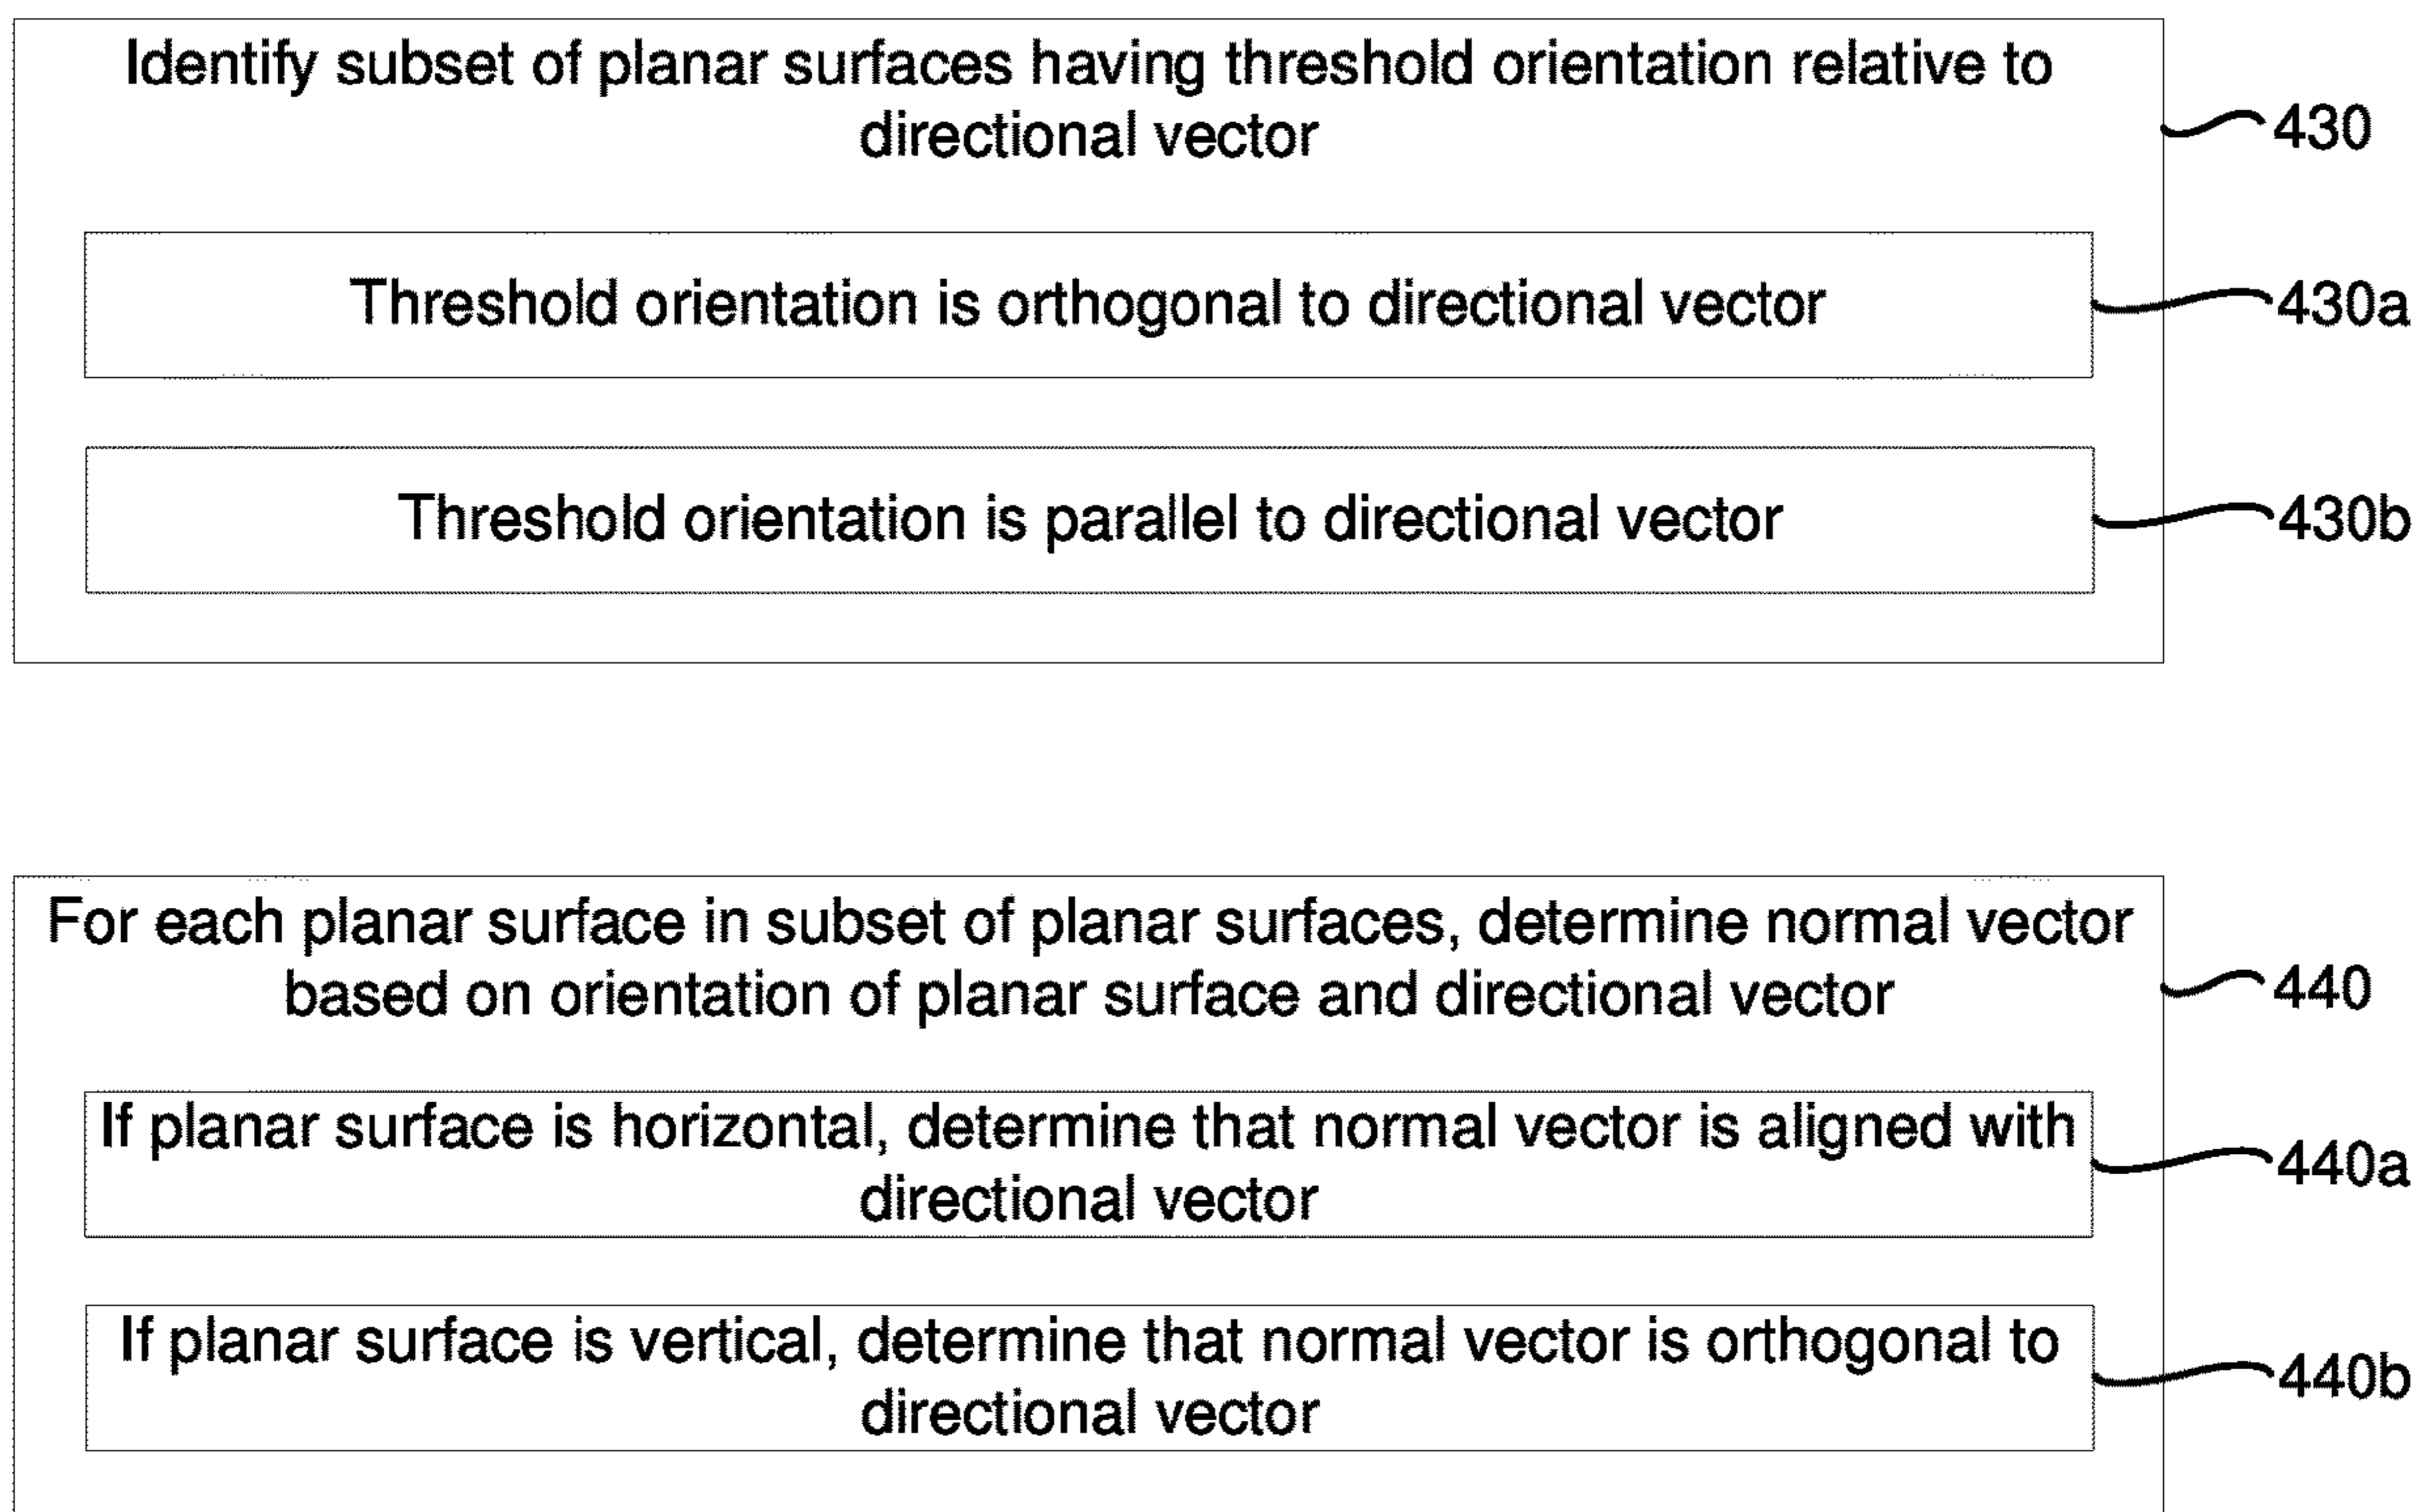 Identify subset of planar surfaces having threshold orientation relative to
directional vector
430
Threshold orientation is orthogonal to directional vector
430a
Threshold orientation is parallel to directional vector
430b
For each planar surface in subset of planar surfaces, determine normal vector
based on orientation of planar surface and directional vector
440
If planar surface is horizontal, determine that normal vector is aligned with
directional vector
440a
If planar surface is vertical, determine that normal vector is orthogonal to
directional vector
440b